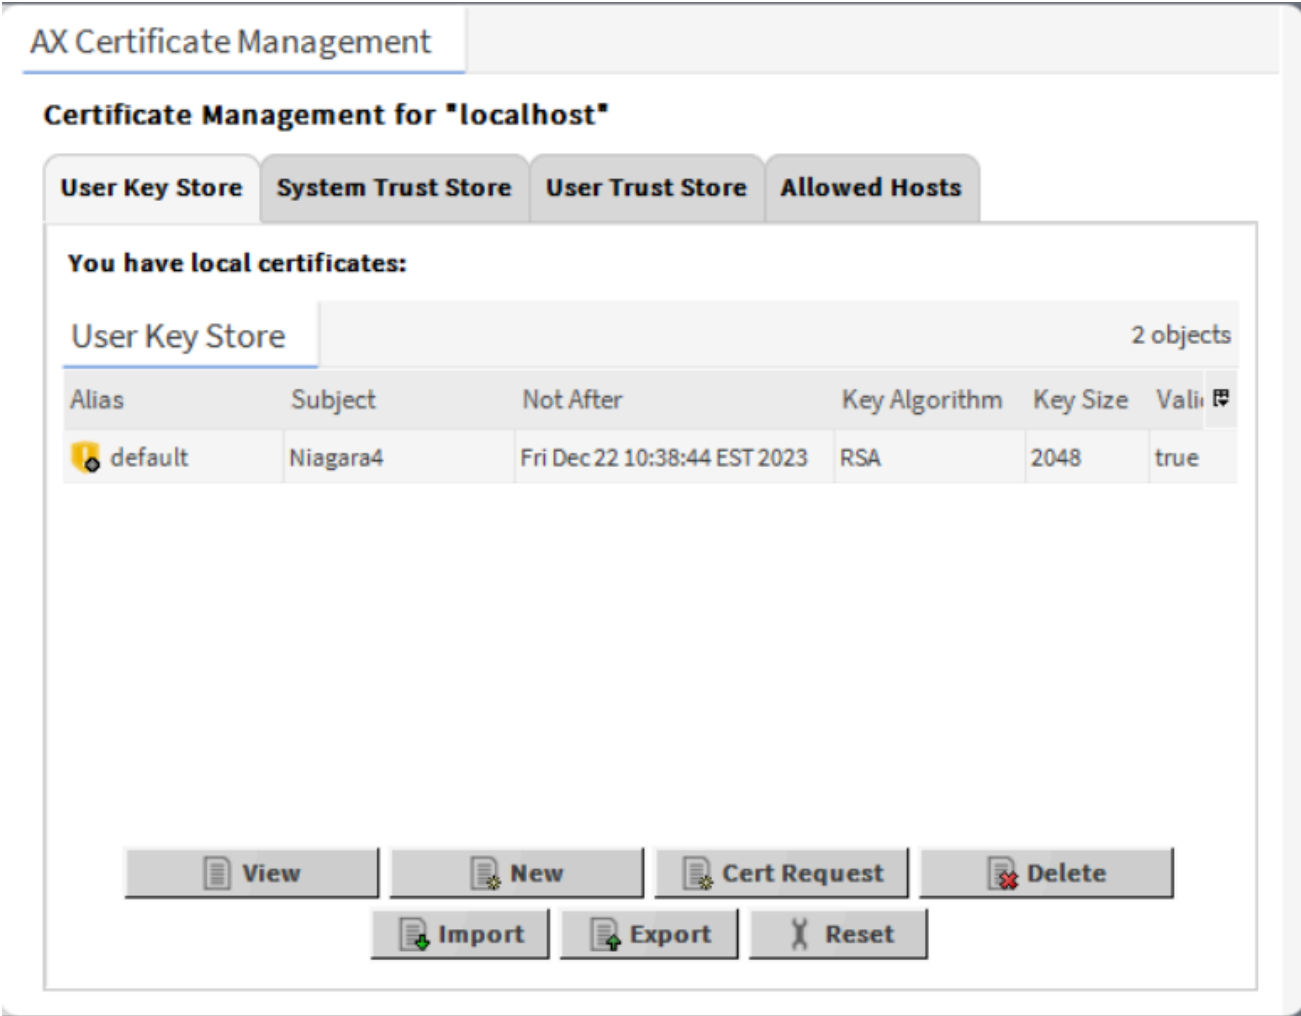 AX Certificate Management
Certificate Management for "localhost"
User Key Store System Trust Store User Trust Store Allowed Hosts
You have local certificates:
User Key Store 2 objects
Alias Subject Not After Key Algorithm Key Size Vali
default Niagara4 Fri Dec 22 10:38:44 EST 2023 RSA 2048 true
View New Cert Request Delete
Import Export Reset